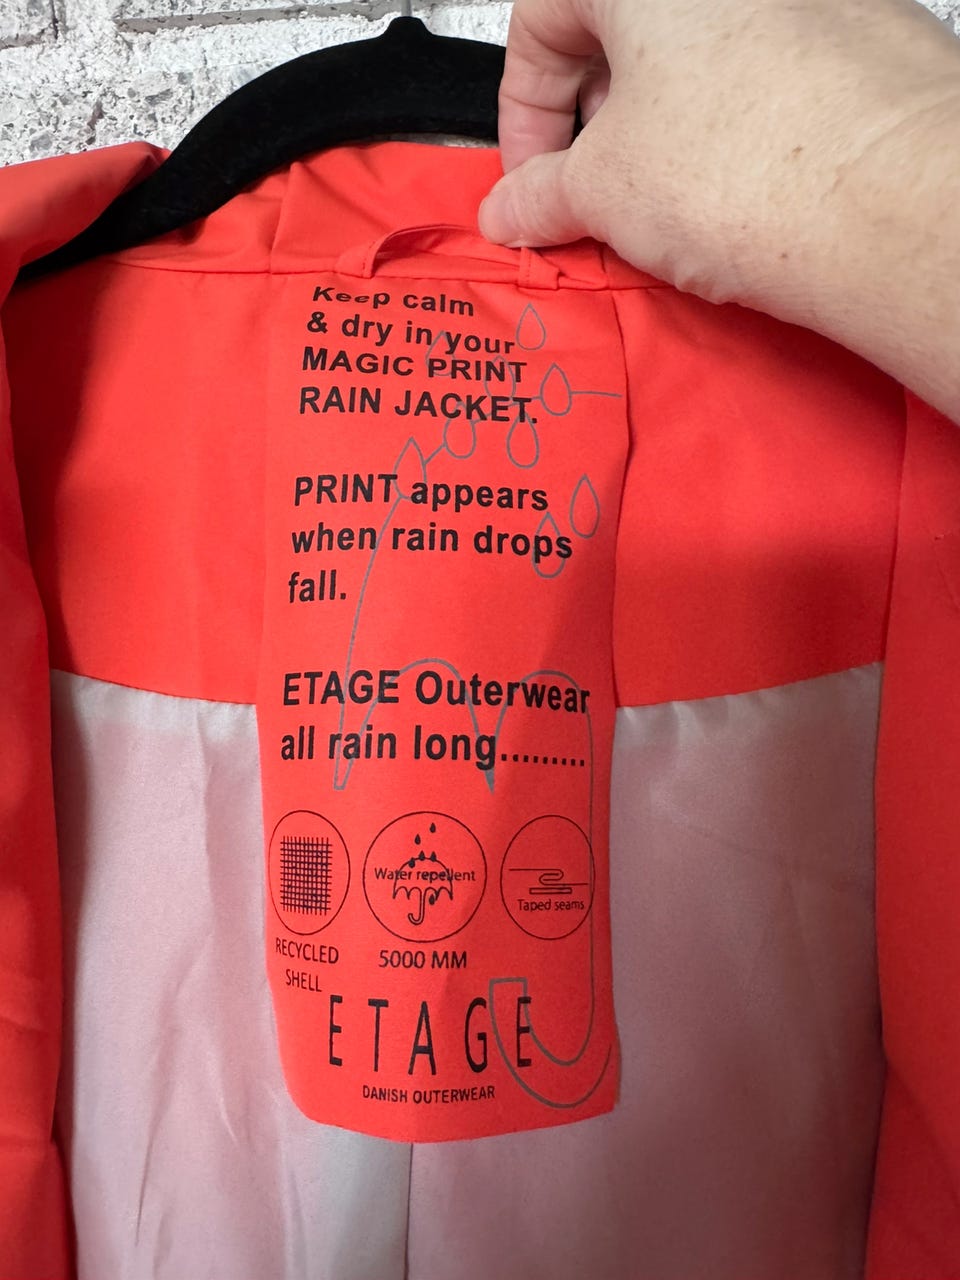 Keep calm
& dry in your
MAGIC PRINT
RAIN JACKET.
PRINT appears
when rain drops
fall.
ETAGE Outerwear
all rain long.........
Water repellent
Taped seams
RECYCLED
SHELL
5000 MM
ETAGE
DANISH OUTERWEAR